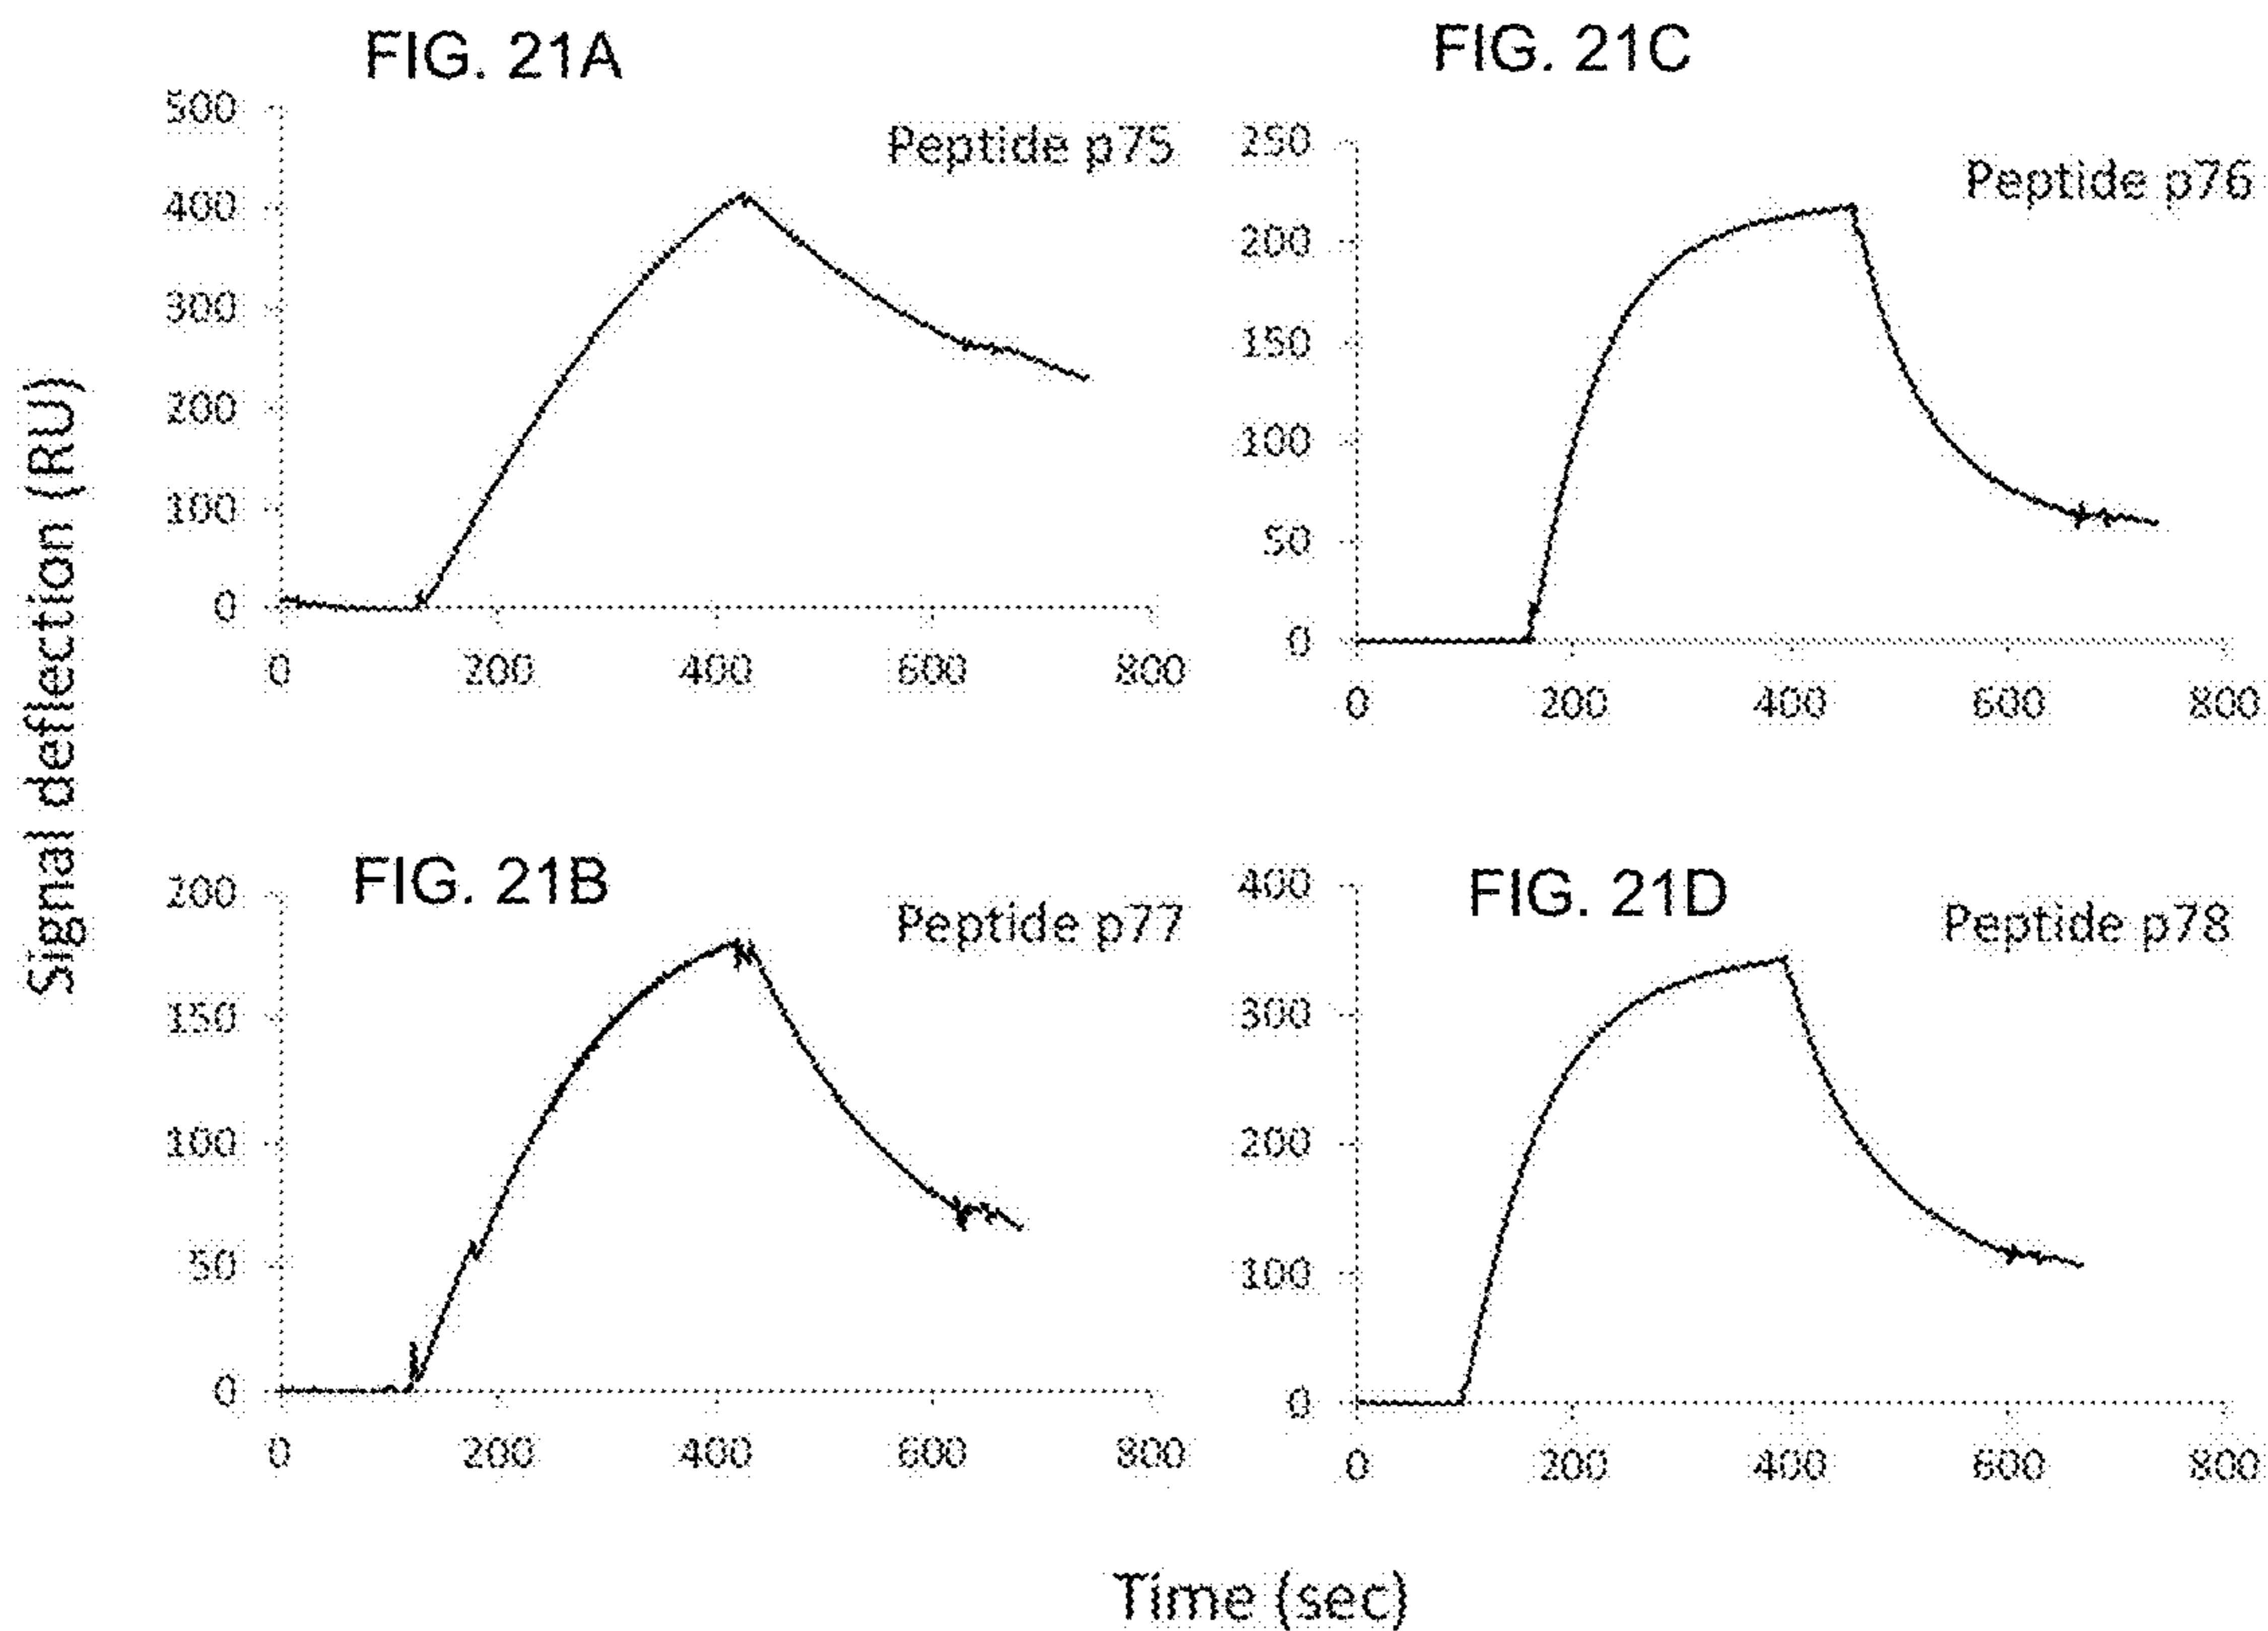 FIG. 21A
Peptide p75
500
400
300
200
100
0
0 200 400 600 800
FIG. 21C
Peptide p76
250
200
150
100
50
0
0 200 400 600 800
Signal deflection (RU)
FIG. 21B
Peptide p77
200
150
100
50
0
0 200 400 600 800
FIG. 21D
Peptide p78
400
300
200
100
0
0 200 400 600 800
Time (sec)